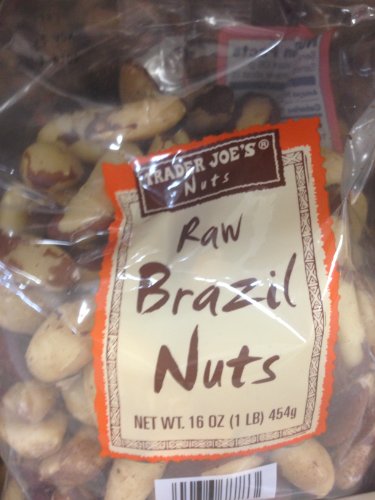 TRADER JOE'S®
Nuts
Raw
Brazil
Nuts
NET WT. 16 OZ (1 LB) 454g